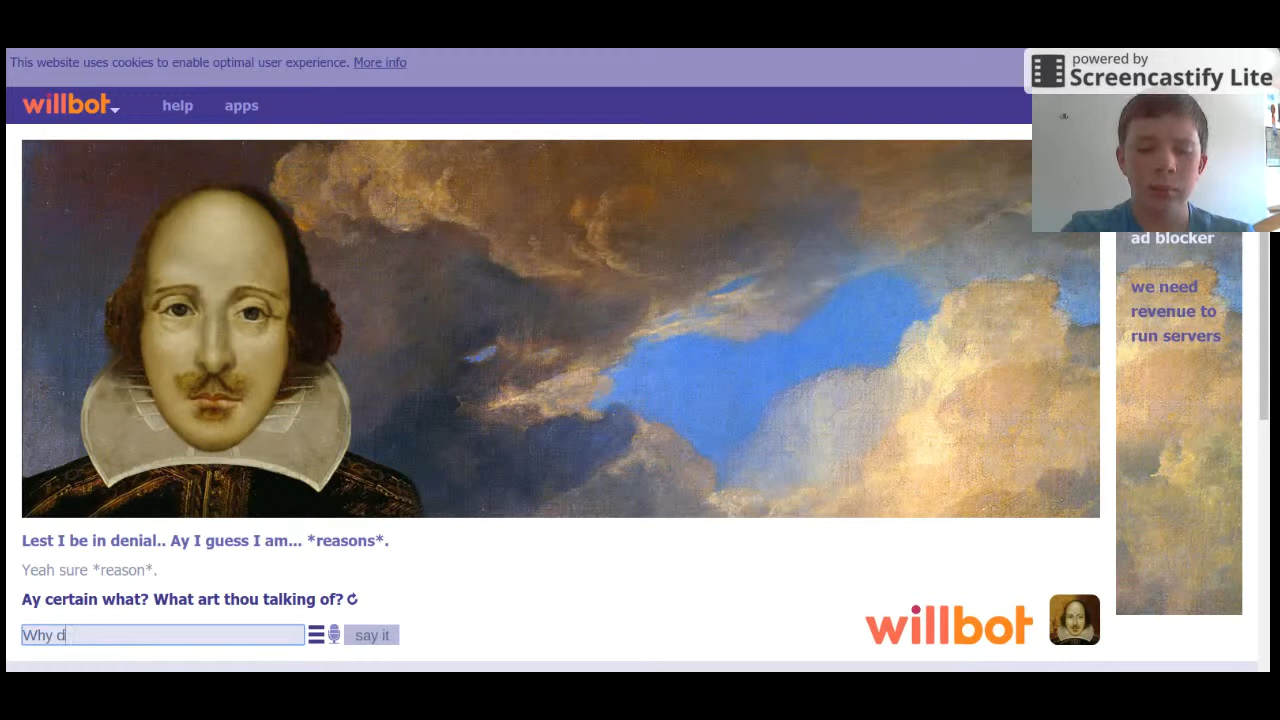 powered by
Screencastify Lite
This website uses cookies to enable optimal user experience. More info
willbot help apps
ad blocker
we need
revenue to
run servers
Lest I be in denial.. Ay I guess I am... *reasons*.
Yeah sure *reason*.
Ay certain what? What art thou talking of?
Why d
say it
willbot